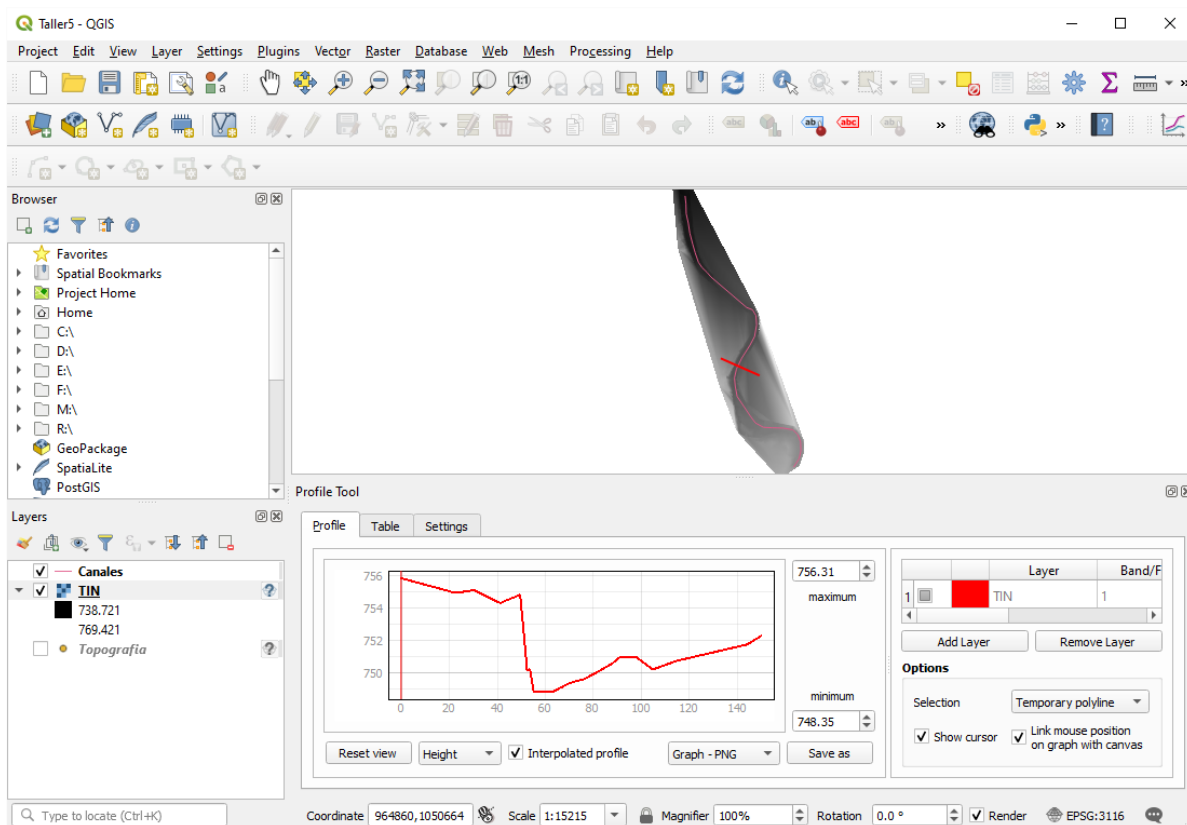 Taller5 - QGIS
Project Edit View Layer Settings Plugins Vector Raster Database Web Mesh Processing Help
Browser
Favorites
Spatial Bookmarks
Project Home
Home
C:\
D:\
E:\
F:\
M:\
R:\
GeoPackage
SpatiaLite
PostGIS
Layers
Canales
TIN
738.721
769.421
Topografia
Profile Tool
Profile Table Settings
756
754
752
750
0 20 40 60 80 100 120 140
756.31
maximum
minimum
748.35
Reset view Height Interpolated profile Graph - PNG Save as
Layer Band/F
1 TIN 1
Add Layer Remove Layer
Options
Selection Temporary polyline
Show cursor Link mouse position
on graph with canvas
Type to locate (Ctrl+K) Coordinate 964860,1050664 Scale 1:15215 Magnifier 100% Rotation 0.0 ° Render EPSG:3116